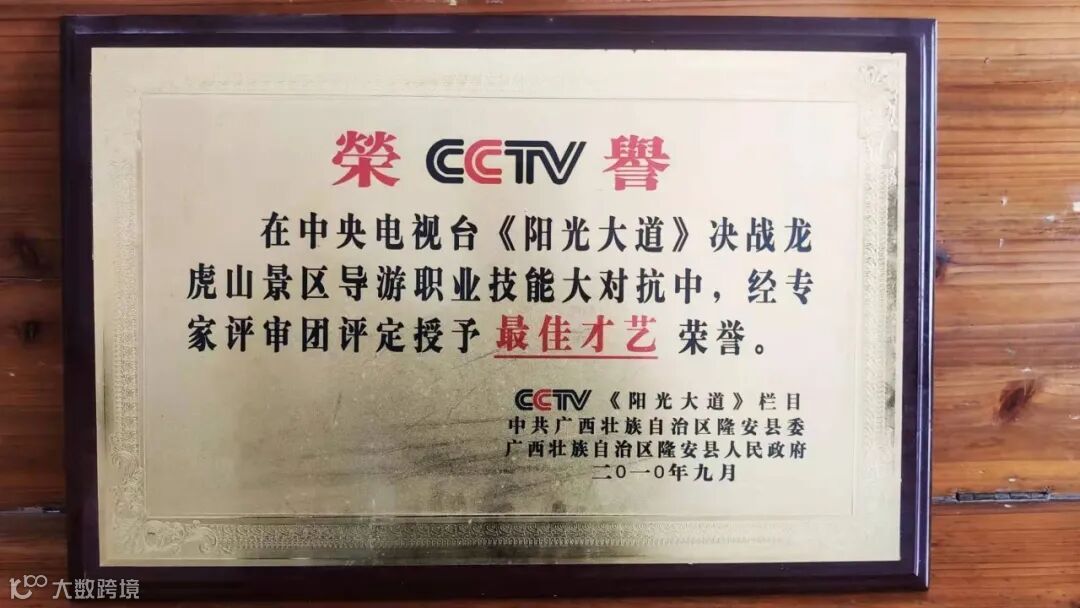 榮 CCTV 譽
在中央电视台《阳光大道》决战龙
虎山景区导游职业技能大对抗中，经专
家评审团评定授予 最佳才艺 荣誉。
CCTV《阳光大道》栏目
中共广西壮族自治区隆安县委
广西壮族自治区隆安县人民政府
二〇一〇年九月
大数跨境